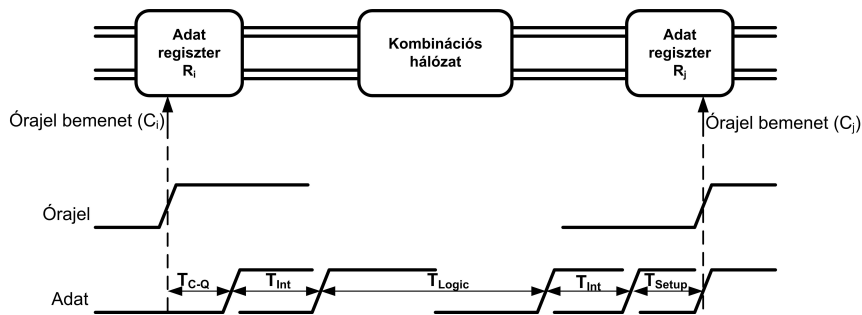 Adat
regiszter
Ri
Kombinációs
hálózat
Adat
regiszter
Rj
Órajel bemenet (Ci)
Órajel bemenet (Cj)
Órajel
Adat
TC-Q
TInt
TLogic
TInt
TSetup